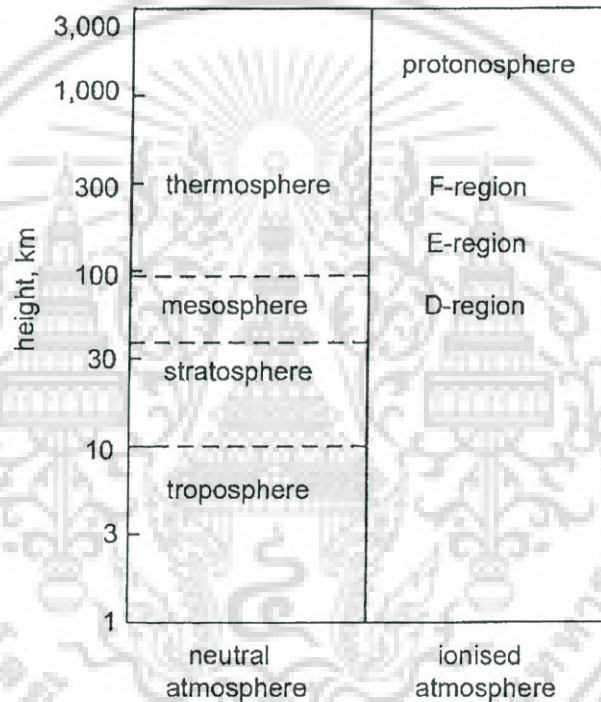 3,000
protonosphere
1,000
300
thermosphere
F-region
E-region
100
mesosphere
D-region
30
stratosphere
10
troposphere
3
1
height, km
neutral
atmosphere
ionised
atmosphere